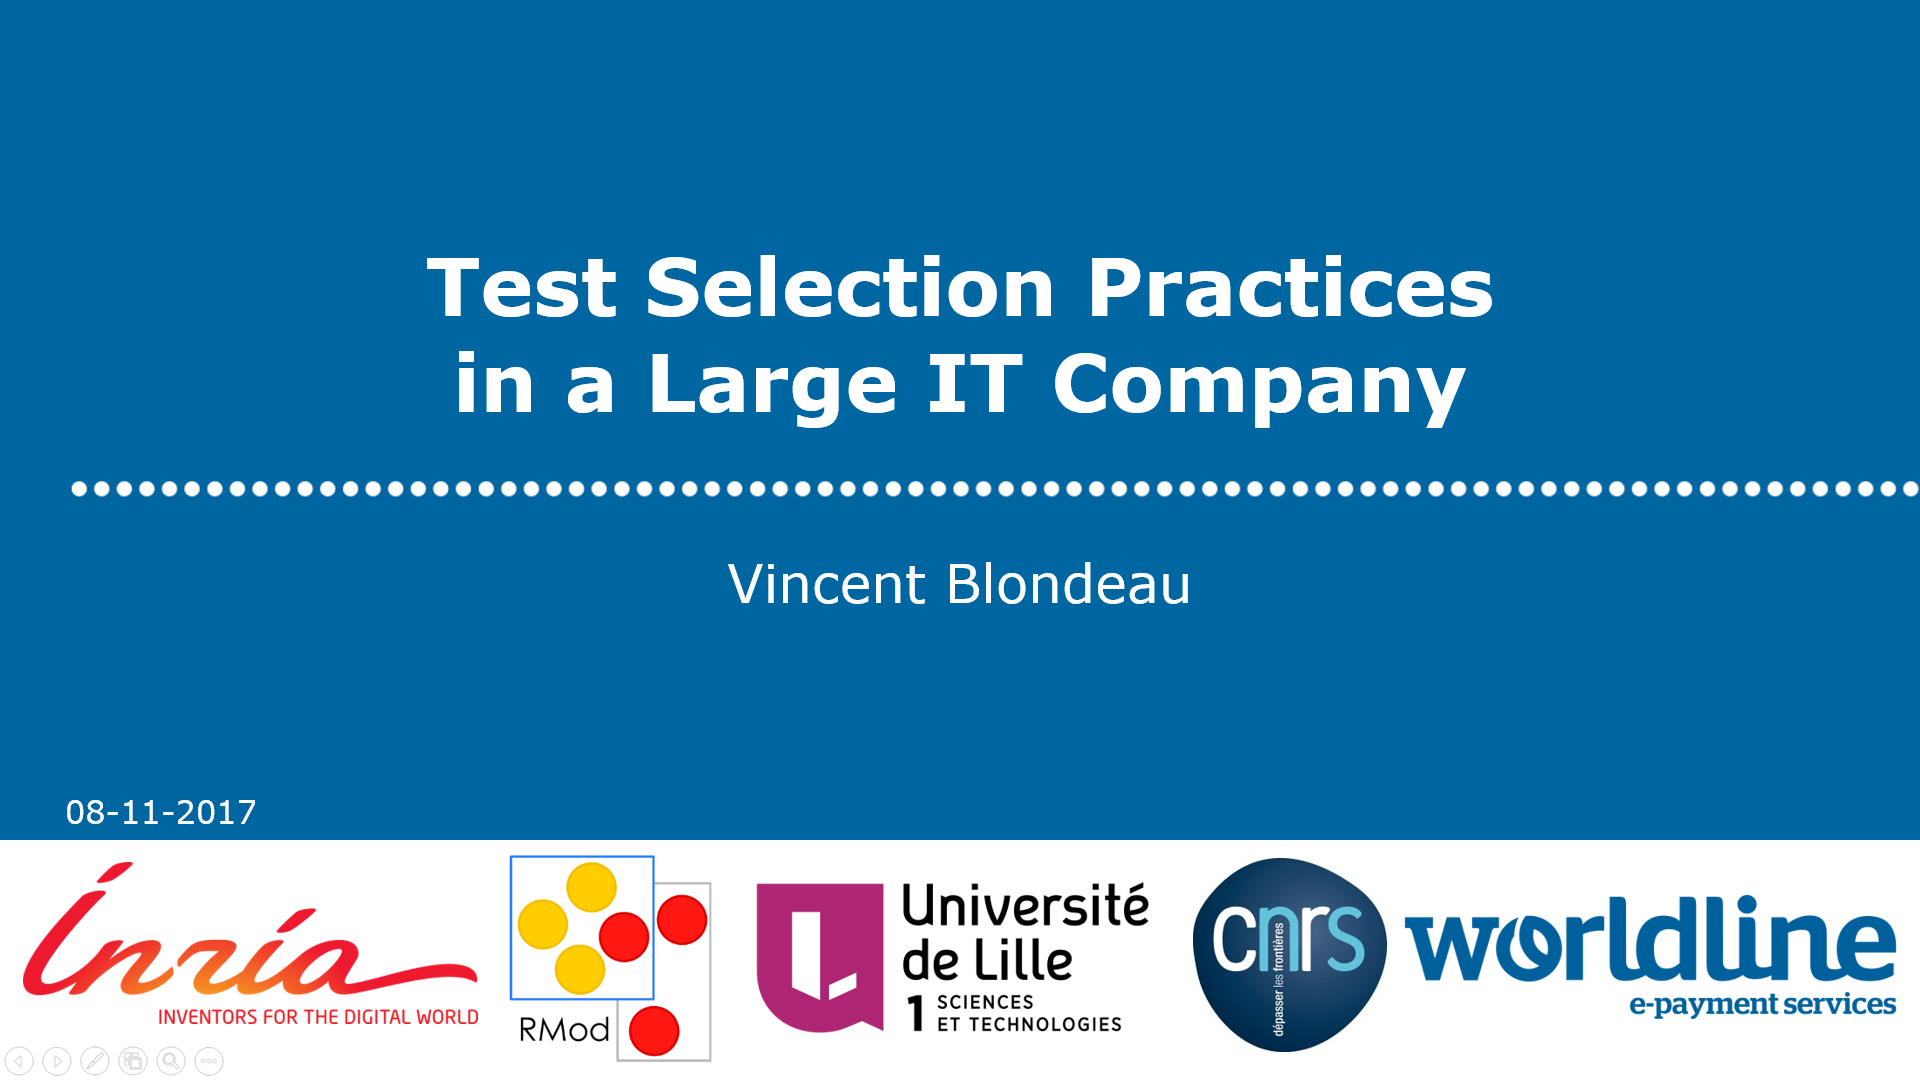 Test Selection Practices
in a Large IT Company
Vincent Blondeau
08-11-2017
Inria
INVENTORS FOR THE DIGITAL WORLD
RMod
Université
de Lille
1 SCIENCES
ET TECHNOLOGIES
cnrs
dépasser les frontières
worldline
e-payment services